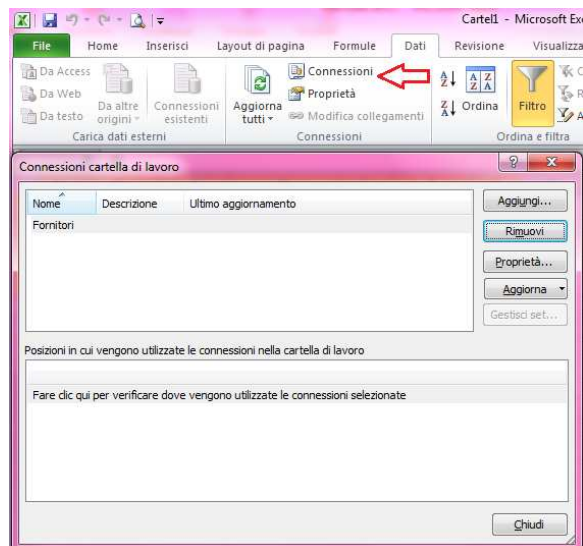 Cartel1 - Microsoft Exc
File Home Inserisci Layout di pagina Formule Dati Revisione Visualizza
Da Access
Da Web
Da testo
Da altre origini
Connessioni esistenti
Carica dati esterni
Aggiorna tutti
Connessioni
Proprietà
Modifica collegamenti
Connessioni
Ordina
Filtro
C
R
A
Ordina e filtra
Connessioni cartella di lavoro
Nome Descrizione Ultimo aggiornamento
Fornitori
Aggiungi...
Rimuovi
Proprietà...
Aggiorna
Gestisci set...
Posizioni in cui vengono utilizzate le connessioni nella cartella di lavoro
Fare clic qui per verificare dove vengono utilizzate le connessioni selezionate
Chiudi